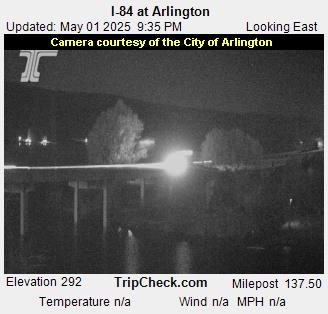 I-84 at Arlington
Updated: May 01 2025 9:35 PM Looking East
Camera courtesy of the City of Arlington
Elevation 292 TripCheck.com Milepost 137.50
Temperature n/a Wind n/a MPH n/a